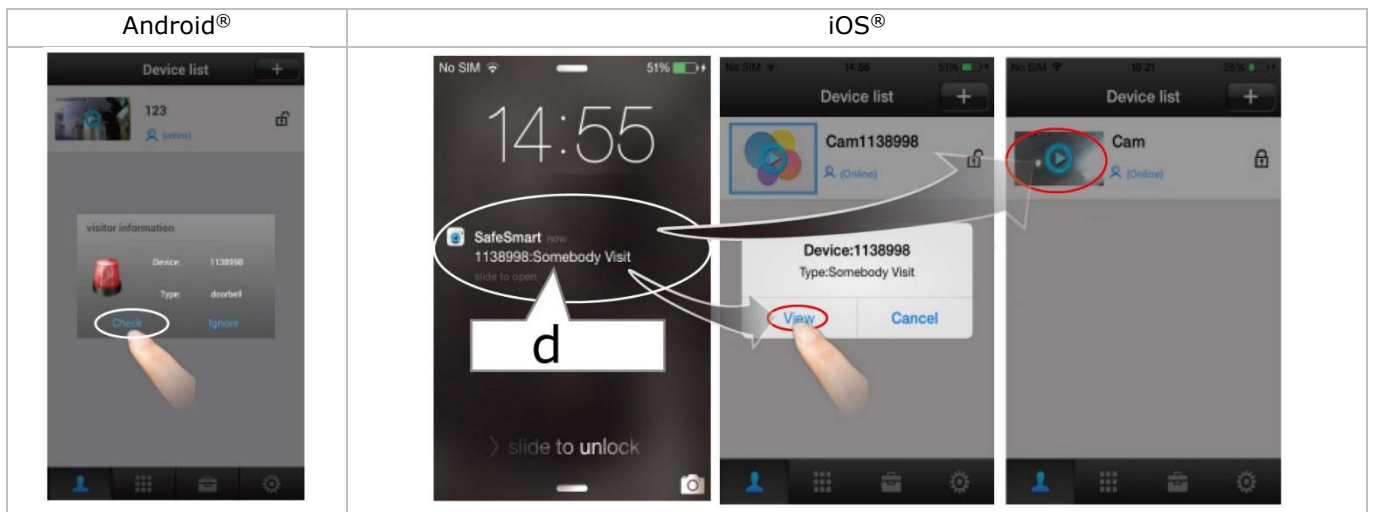 Android®
iOS®
Device list
+
123
(online)
visitor information
Device: 1138998
Type: doorbell
Check Ignore
No SIM 51%
14:55
SafeSmart now
1138998:Somebody Visit
slide to open
d
> slide to unlock
No SIM 14:56 51%
Device list
+
Cam1138998
(Online)
Device:1138998
Type:Somebody Visit
View Cancel
No SIM 10:21 25%
Device list
+
Cam
(Online)